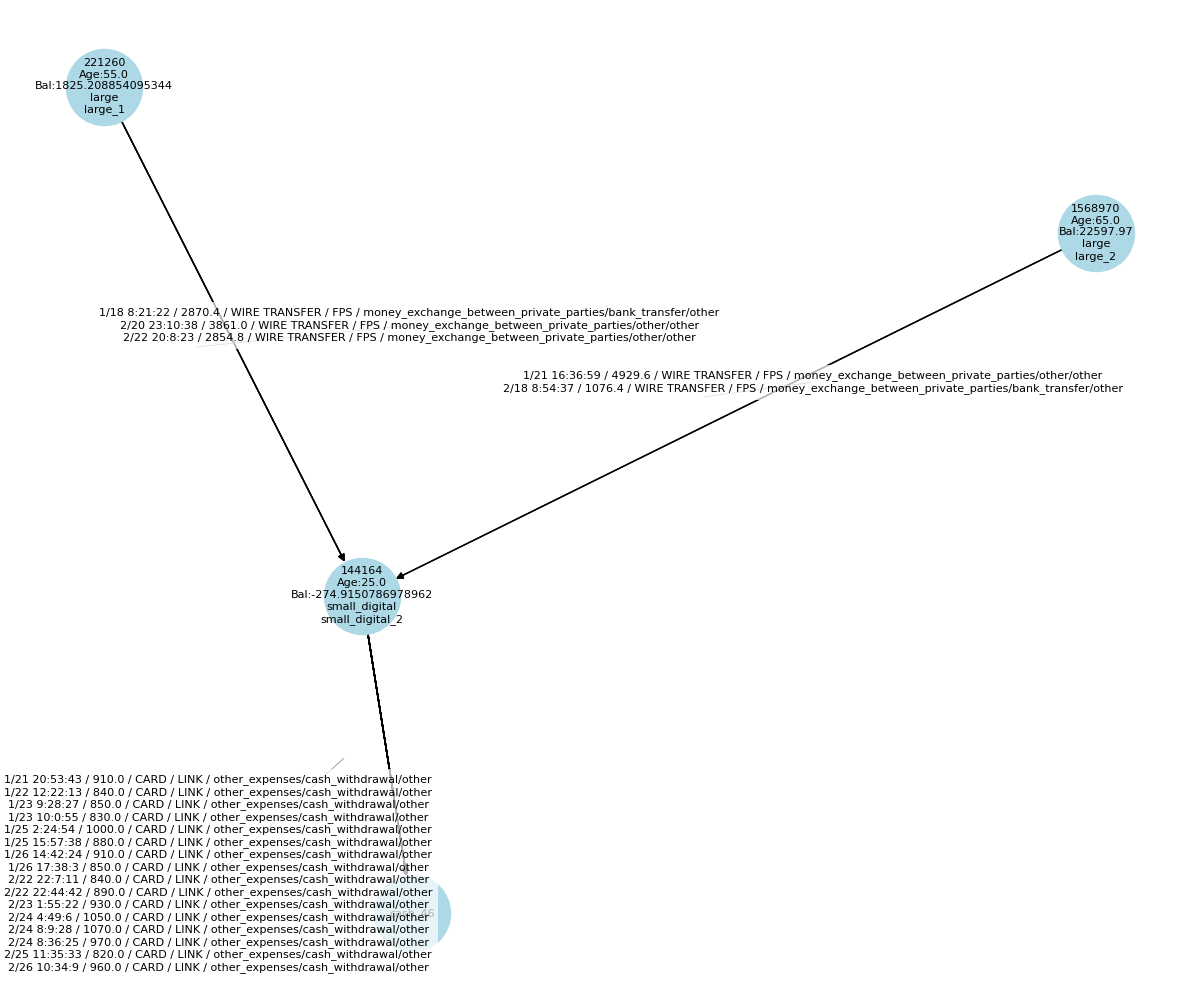 221260
Age:55.0
Bal:1825.208854095344
large
large_1
1568970
Age:65.0
Bal:22597.97
large
large_2
1/18 8:21:22 / 2870.4 / WIRE TRANSFER / FPS / money_exchange_between_private_parties/bank_transfer/other
2/20 23:10:38 / 3861.0 / WIRE TRANSFER / FPS / money_exchange_between_private_parties/other/other
2/22 20:8:23 / 2854.8 / WIRE TRANSFER / FPS / money_exchange_between_private_parties/other/other
1/21 16:36:59 / 4929.6 / WIRE TRANSFER / FPS / money_exchange_between_private_parties/other/other
2/18 8:54:37 / 1076.4 / WIRE TRANSFER / FPS / money_exchange_between_private_parties/bank_transfer/other
144164
Age:25.0
Bal:-274.9150786978962
small_digital
small_digital_2
1/21 20:53:43 / 910.0 / CARD / LINK / other_expenses/cash_withdrawal/other
1/22 12:22:13 / 840.0 / CARD / LINK / other_expenses/cash_withdrawal/other
1/23 9:28:27 / 850.0 / CARD / LINK / other_expenses/cash_withdrawal/other
1/23 10:0:55 / 830.0 / CARD / LINK / other_expenses/cash_withdrawal/other
1/25 2:24:54 / 1000.0 / CARD / LINK / other_expenses/cash_withdrawal/other
1/25 15:57:38 / 880.0 / CARD / LINK / other_expenses/cash_withdrawal/other
1/26 14:42:24 / 910.0 / CARD / LINK / other_expenses/cash_withdrawal/other
1/26 17:38:3 / 850.0 / CARD / LINK / other_expenses/cash_withdrawal/other
2/22 22:7:11 / 840.0 / CARD / LINK / other_expenses/cash_withdrawal/other
2/22 22:44:42 / 890.0 / CARD / LINK / other_expenses/cash_withdrawal/other
2/23 1:55:22 / 930.0 / CARD / LINK / other_expenses/cash_withdrawal/other
2/24 4:49:6 / 1050.0 / CARD / LINK / other_expenses/cash_withdrawal/other
2/24 8:9:28 / 1070.0 / CARD / LINK / other_expenses/cash_withdrawal/other
2/24 8:36:25 / 970.0 / CARD / LINK / other_expenses/cash_withdrawal/other
2/25 11:35:33 / 820.0 / CARD / LINK / other_expenses/cash_withdrawal/other
2/26 10:34:9 / 960.0 / CARD / LINK / other_expenses/cash_withdrawal/other